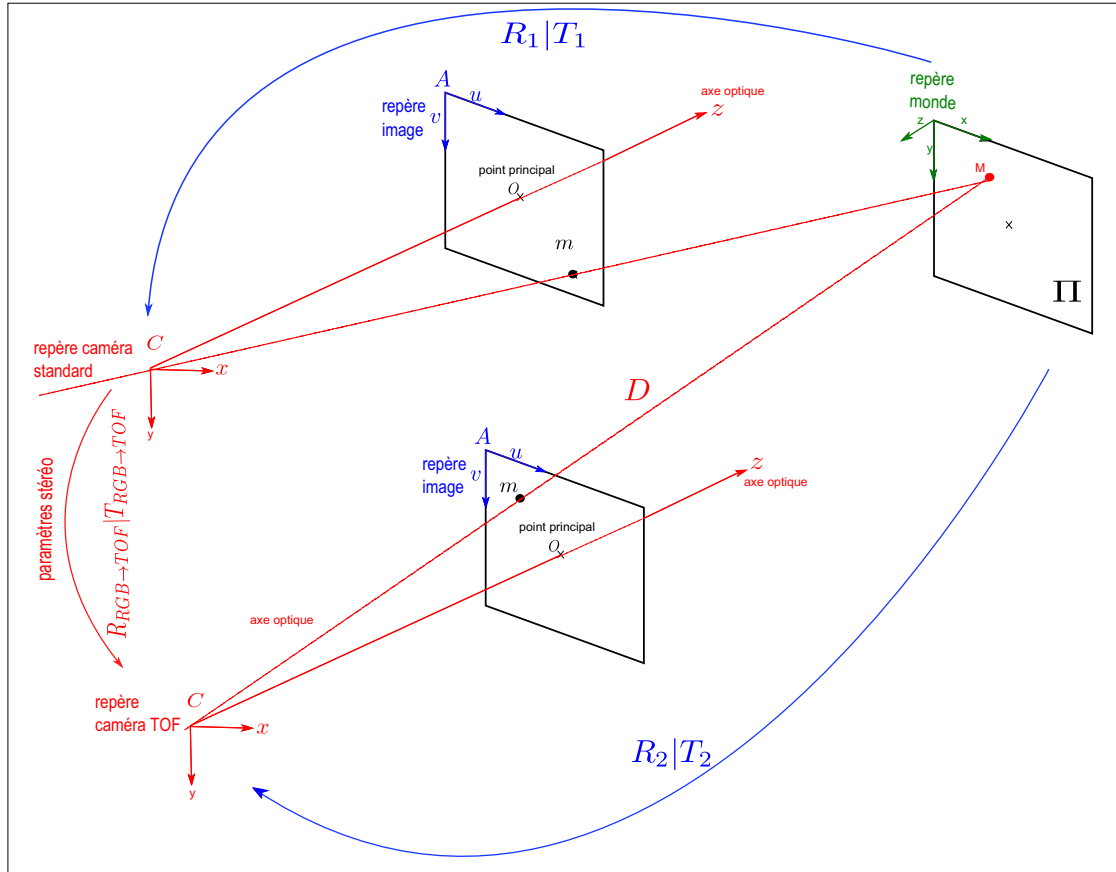 R_1|T_1
repère
monde
z
x
y
M
x
Π
A
u
v
repère
image
axe optique
z
point principal
O
x
m
C
repère caméra
standard
x
y
D
paramètres stéréo
R_{RGB→TOF}|T_{RGB→TOF}
A
u
v
repère
image
m
z
axe optique
point principal
O
x
axe optique
C
repère
caméra TOF
x
y
R_2|T_2